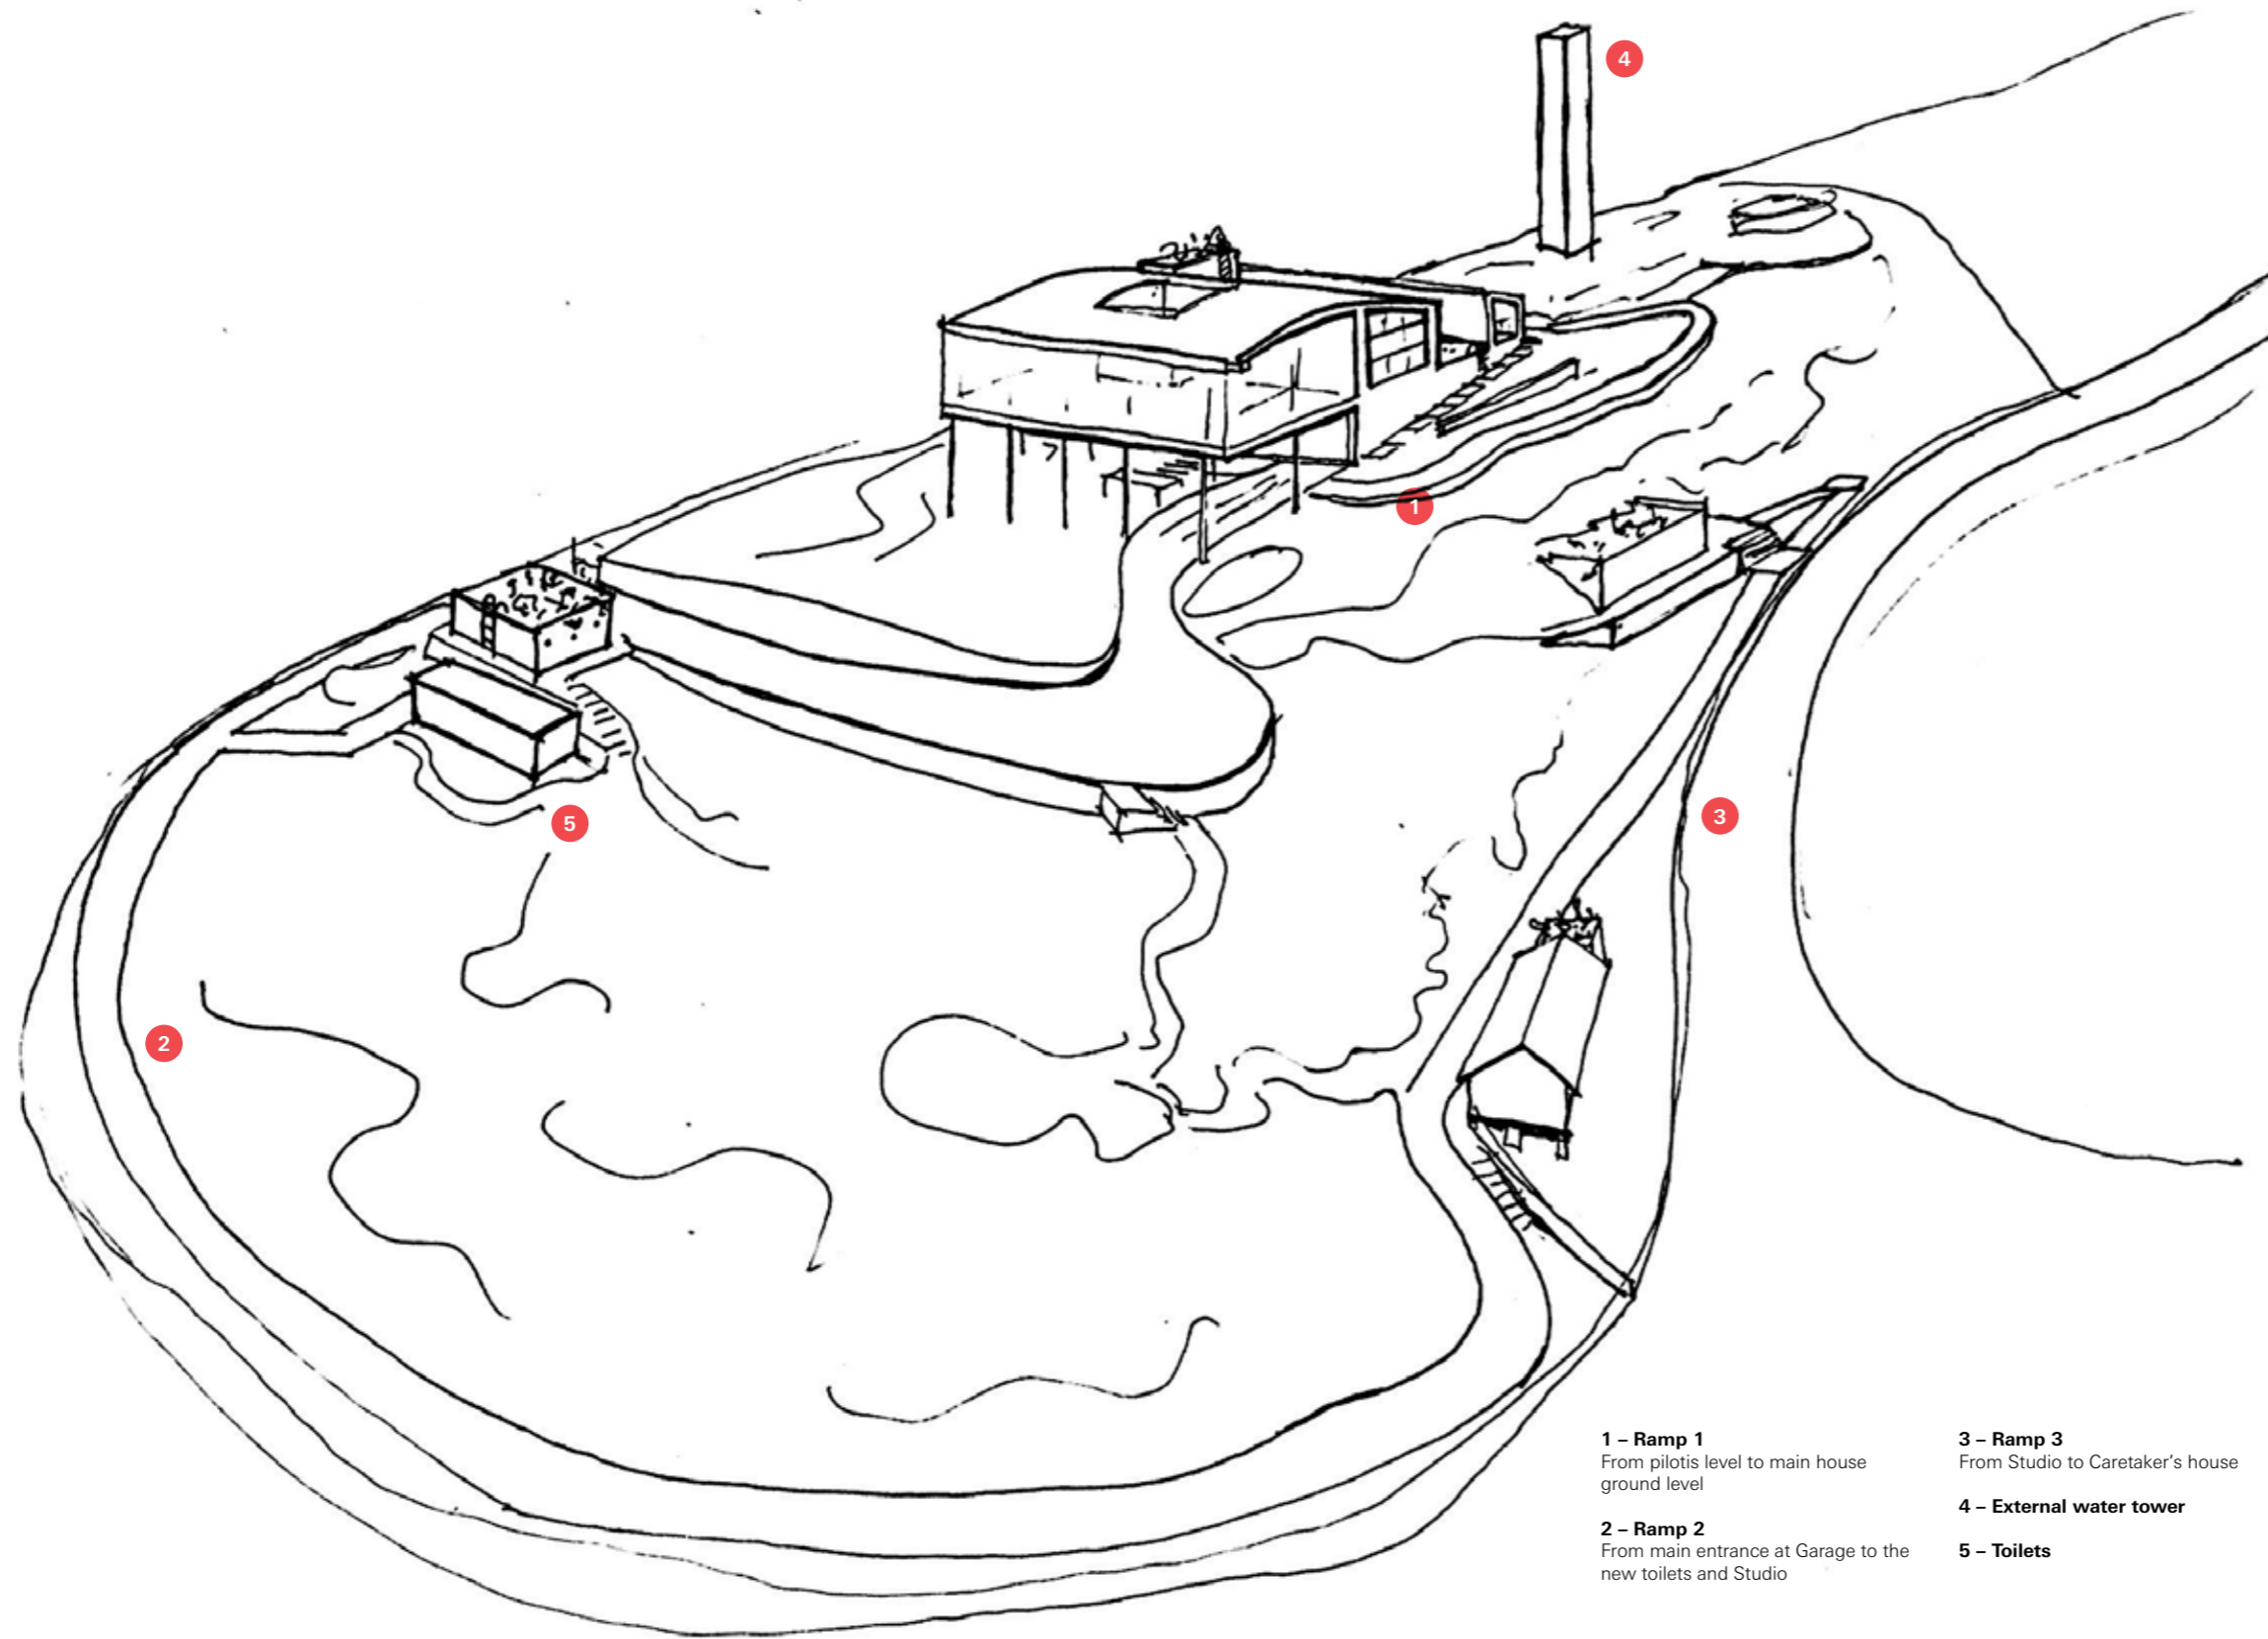 4
1
3
5
2
1 – Ramp 1
From pilotis level to main house
ground level
2 – Ramp 2
From main entrance at Garage to the
new toilets and Studio
3 – Ramp 3
From Studio to Caretaker’s house
4 – External water tower
5 – Toilets